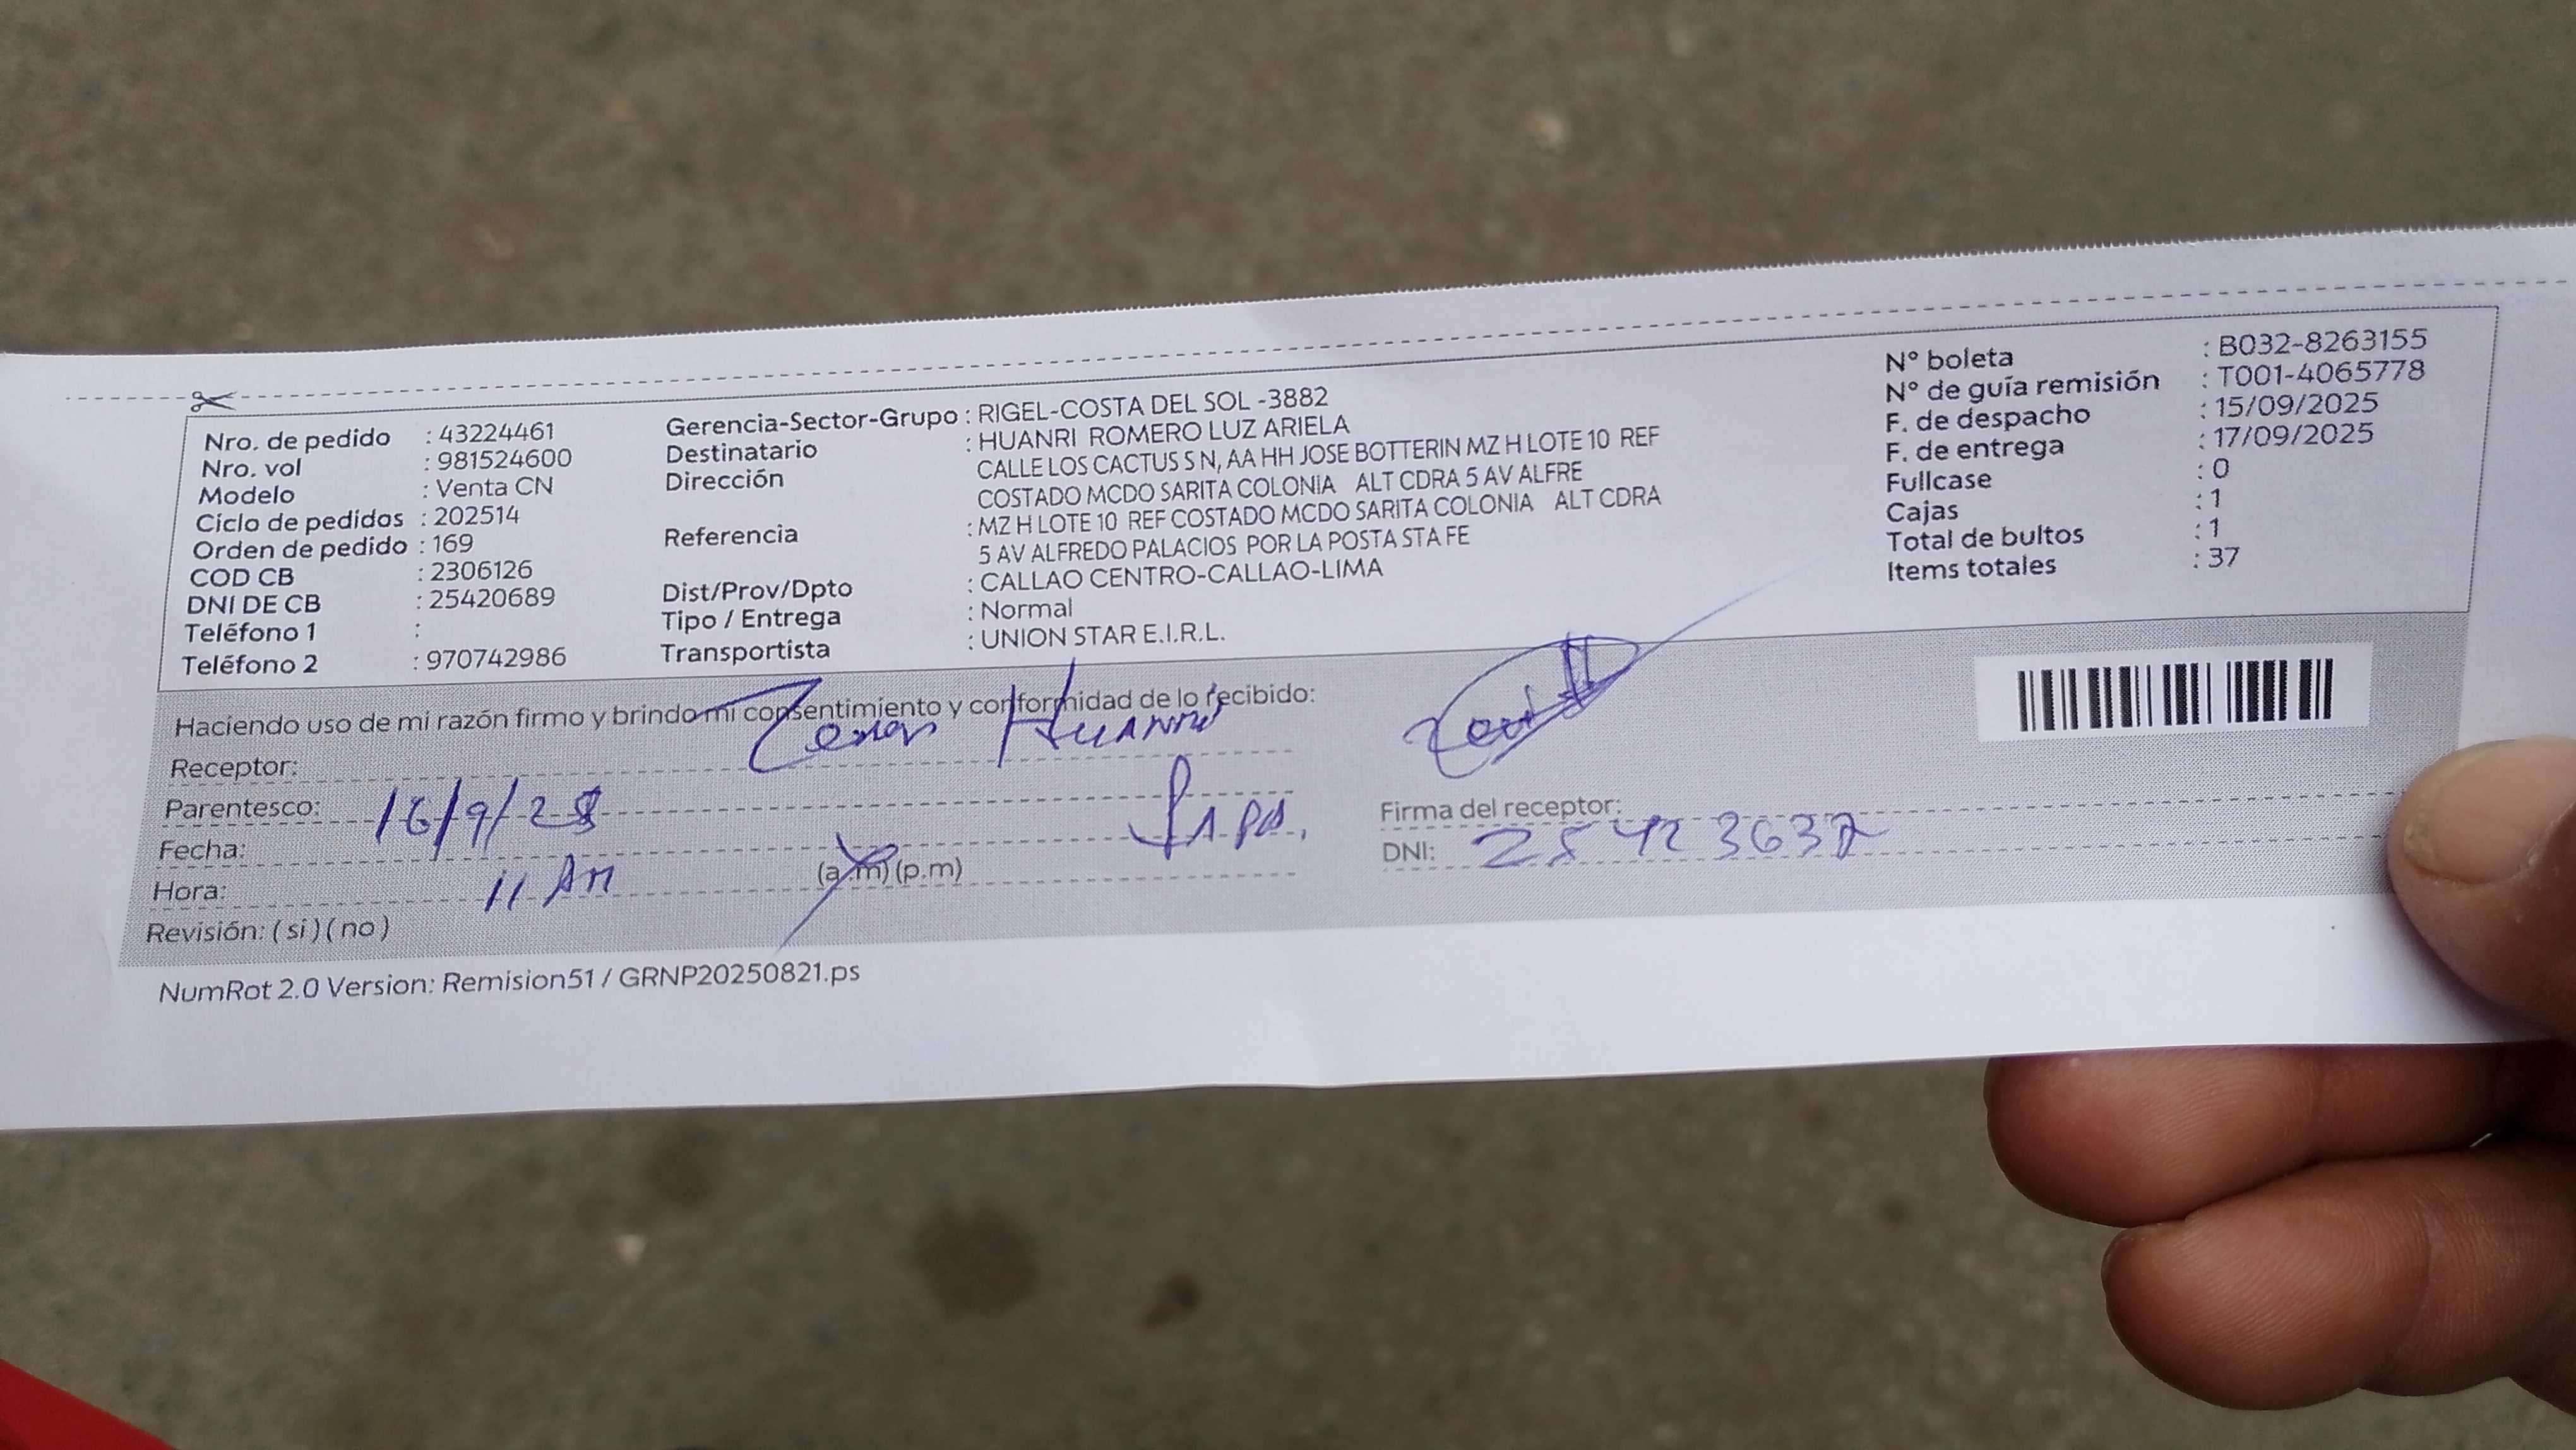 Nro. de pedido : 43224461
Nro. vol : 981524600
Modelo : Venta CN
Ciclo de pedidos : 202514
Orden de pedido : 169
COD CB : 2306126
DNI DE CB : 25420689
Teléfono 1 :
Teléfono 2 : 970742986
Gerencia-Sector-Grupo : RIGEL-COSTA DEL SOL -3882
Destinatario : HUANRI ROMERO LUZ ARIELA
Dirección CALLE LOS CACTUS S N, AA HH JOSE BOTTERIN MZ H LOTE 10 REF
COSTADO MCDO SARITA COLONIA ALT CDRA 5 AV ALFRE
Referencia : MZ H LOTE 10 REF COSTADO MCDO SARITA COLONIA ALT CDRA
5 AV ALFREDO PALACIOS POR LA POSTA STA FE
Dist/Prov/Dpto : CALLAO CENTRO-CALLAO-LIMA
Tipo / Entrega : Normal
Transportista : UNION STAR E.I.R.L.
N° boleta : B032-8263155
N° de guía remisión : T001-4065778
F. de despacho : 15/09/2025
F. de entrega : 17/09/2025
Fullcase : 0
Cajas : 1
Total de bultos : 1
Items totales : 37
Haciendo uso de mi razón firmo y brindo mi consentimiento y conformidad de lo recibido:
Receptor: Huanri
Parentesco: Papa.
Fecha: 16/9/25
Hora: 11 AM (a.m)(p.m)
Revisión: (si)(no)
Firma del receptor:
DNI:
NumRot 2.0 Version: Remision51 / GRNP20250821.ps